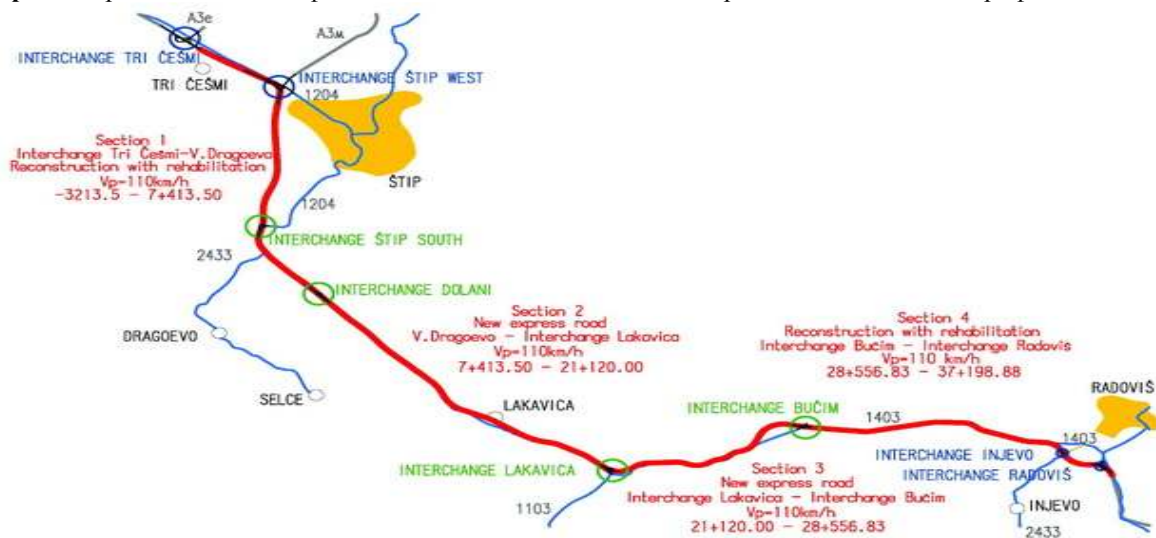 A3e
A3м
INTERCHANGE TRI ČEŠMI
TRI ČEŠMI
INTERCHANGE ŠTIP WEST
1204
Section 1
Interchange Tri Češmi-V.Dragoevo
Reconstruction with rehabilitation
Vp=110km/h
-3213.5 - 7+413.50
ŠTIP
1204
INTERCHANGE ŠTIP SOUTH
2433
INTERCHANGE DOLANI
DRAGOEVO
SELCE
Section 2
New express road
V.Dragoevo - Interchange Lakavica
Vp=110km/h
7+413.50 - 21+120.00
Section 4
Reconstruction with rehabilitation
Interchange Bučim - Interchange Radoviš
Vp=110 km/h
28+556.83 - 37+198.88
RADOVIŠ
LAKAVICA
INTERCHANGE BUČIM
1403
1403
INTERCHANGE INJEVO
INTERCHANGE RADOVIŠ
INTERCHANGE LAKAVICA
Section 3
New express road
Interchange Lakavica - Interchange Bučim
Vp=110km/h
21+120.00 - 28+556.83
1103
INJEVO
2433